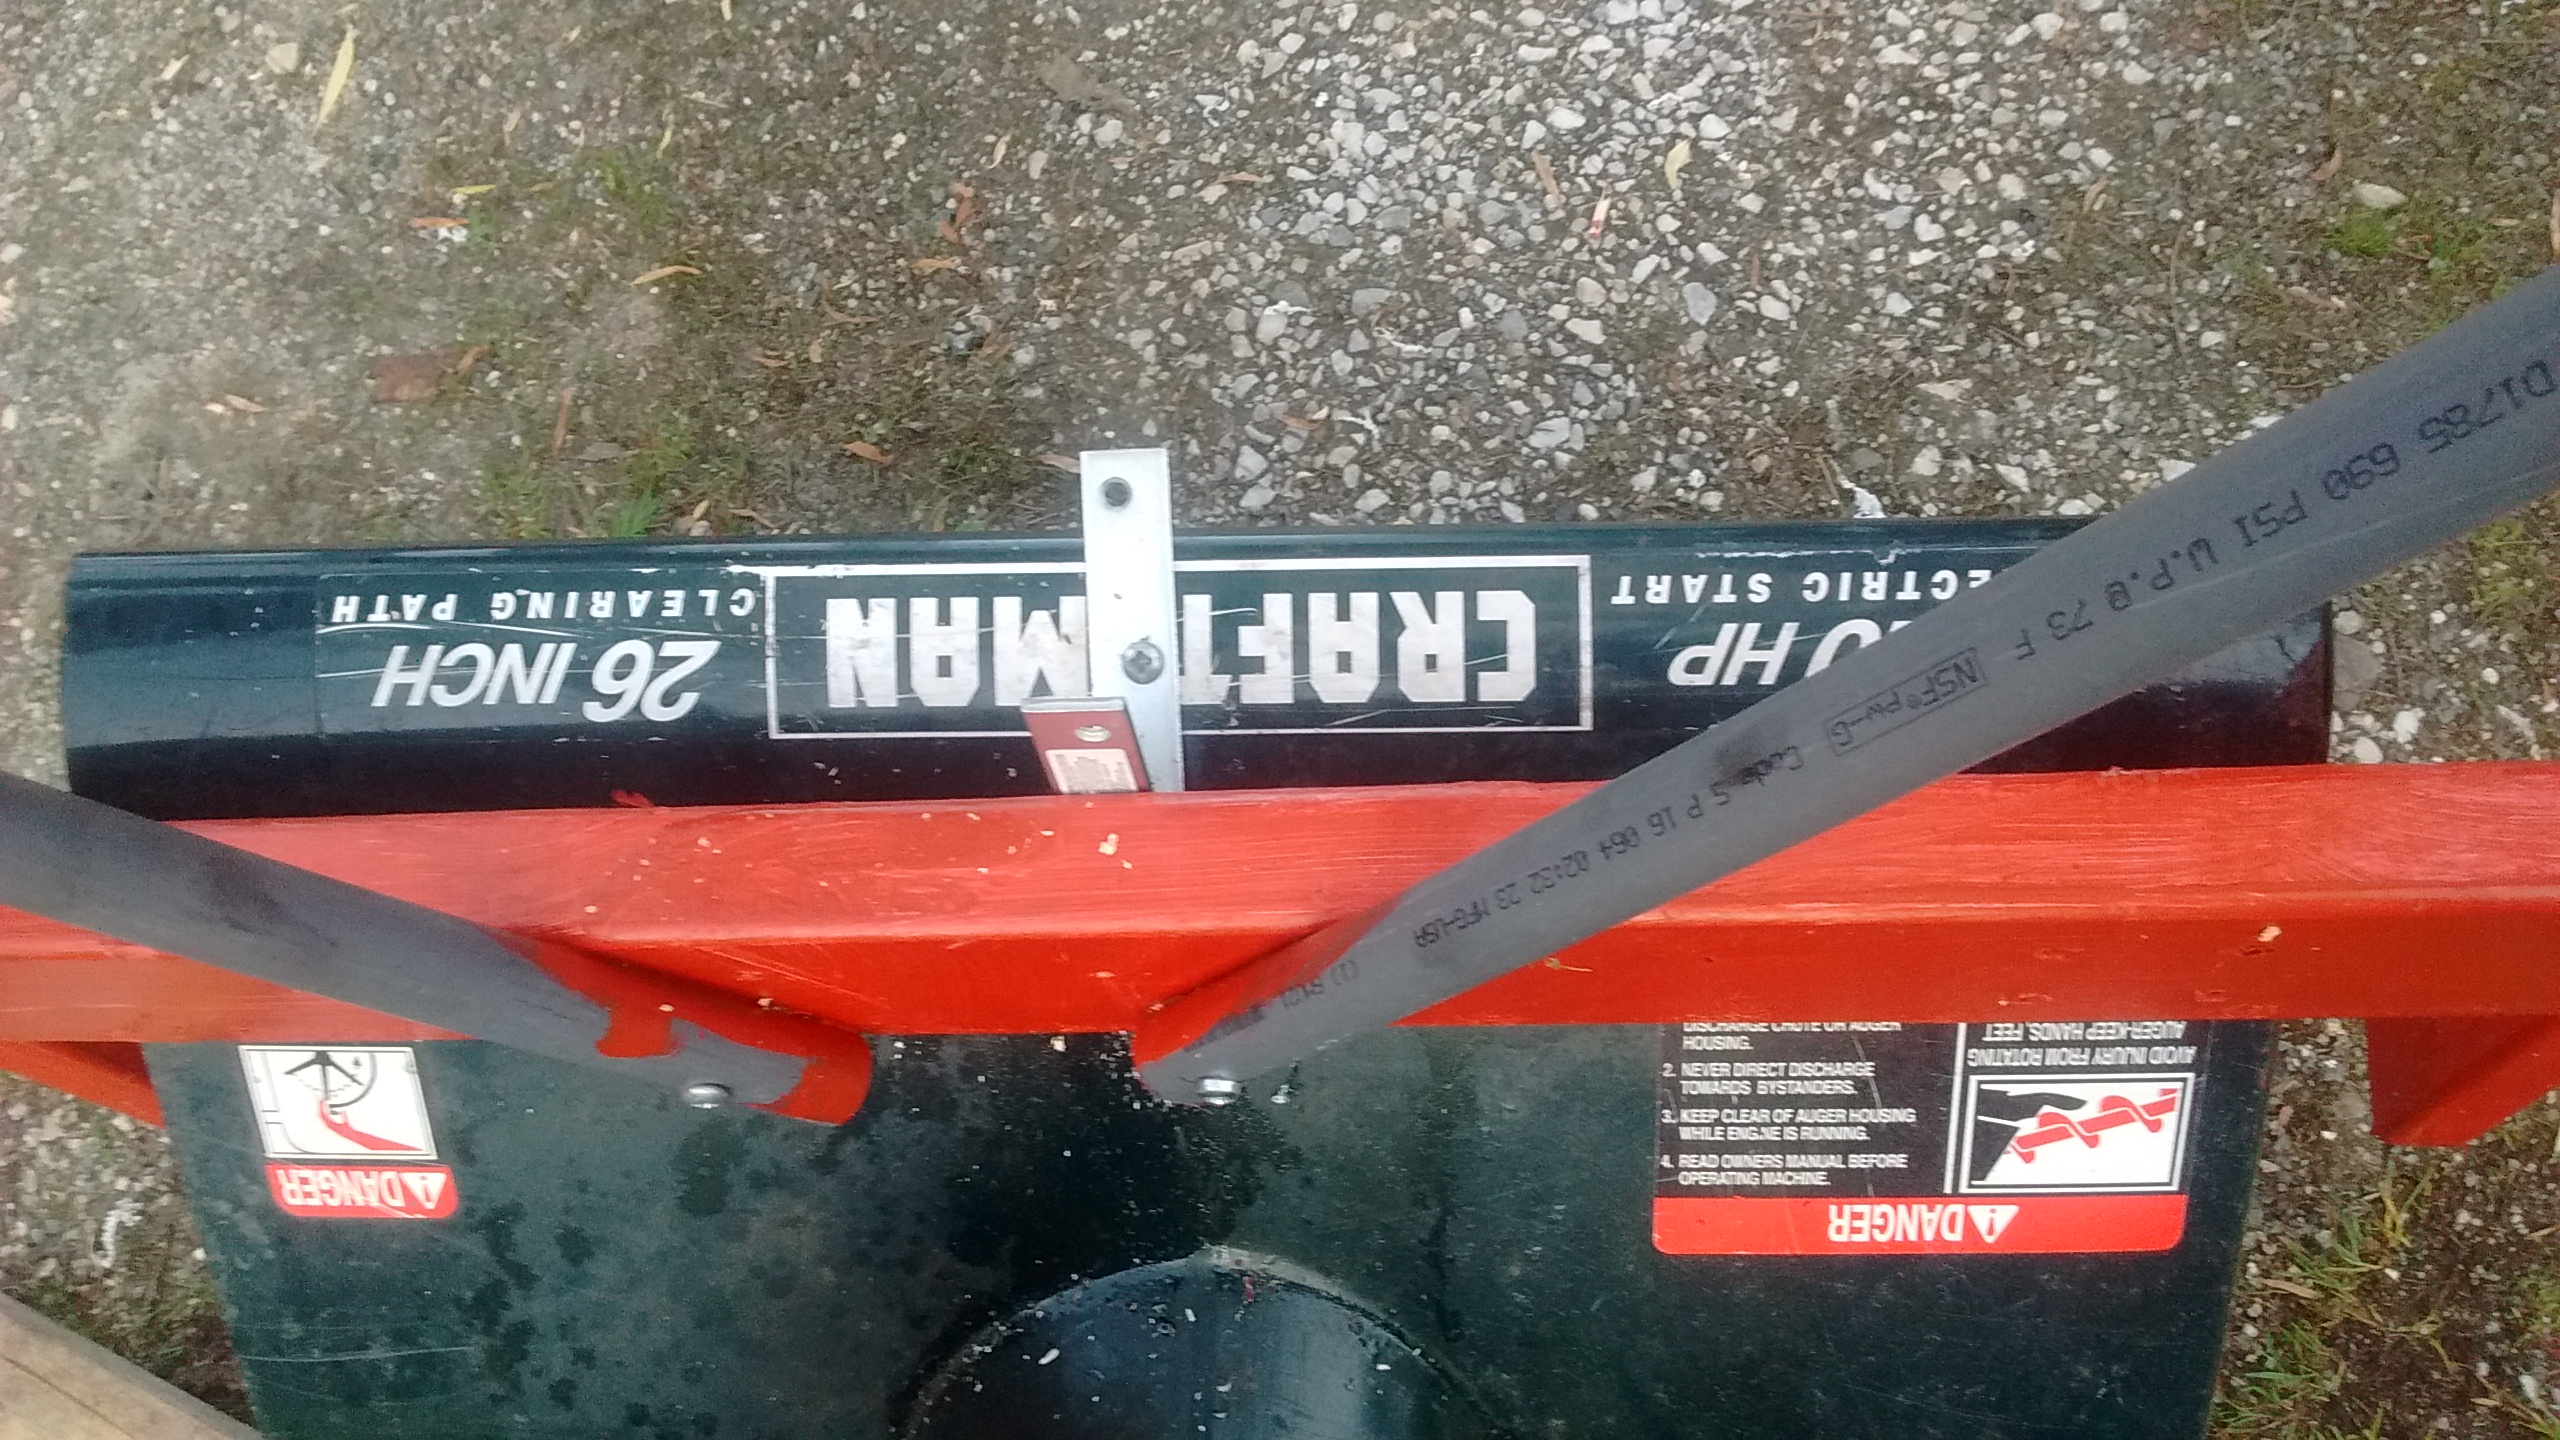 26 INCH
CLEARING PATH
CRAFTMAN
HP
ECTRIC START
D1785 690 PSI W.P.@ 73 F NSF®pw-G P 16 064 02:32 23 MFG-USA
DANGER
DANGER
AVOID INJURY FROM ROTATING
AUGER-KEEP HANDS, FEET
DISCHARGE CHUTE OR AUGER
HOUSING.
2. NEVER DIRECT DISCHARGE
TOWARDS BYSTANDERS.
3. KEEP CLEAR OF AUGER HOUSING
WHILE ENGINE IS RUNNING.
4. READ OWNERS MANUAL BEFORE
OPERATING MACHINE.